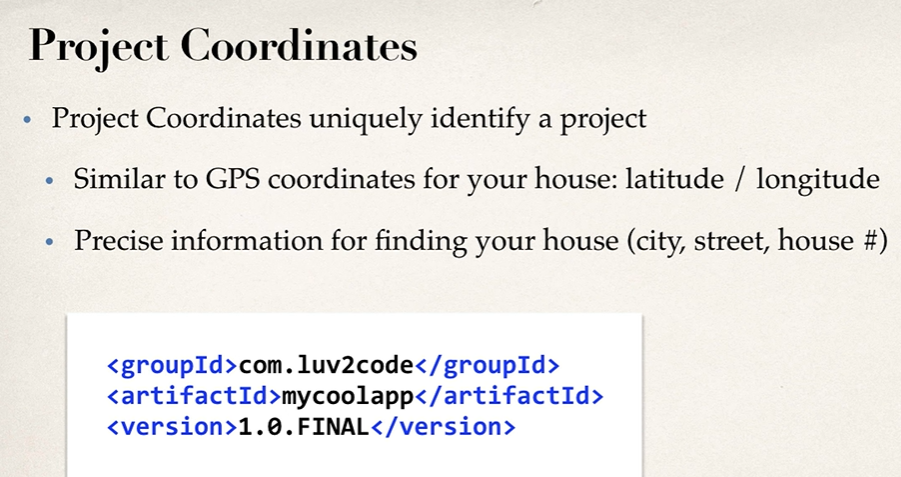 Project Coordinates
• Project Coordinates uniquely identify a project
• Similar to GPS coordinates for your house: latitude / longitude
• Precise information for finding your house (city, street, house #)
<groupId>com.luv2code</groupId>
<artifactId>mycoolapp</artifactId>
<version>1.0.FINAL</version>